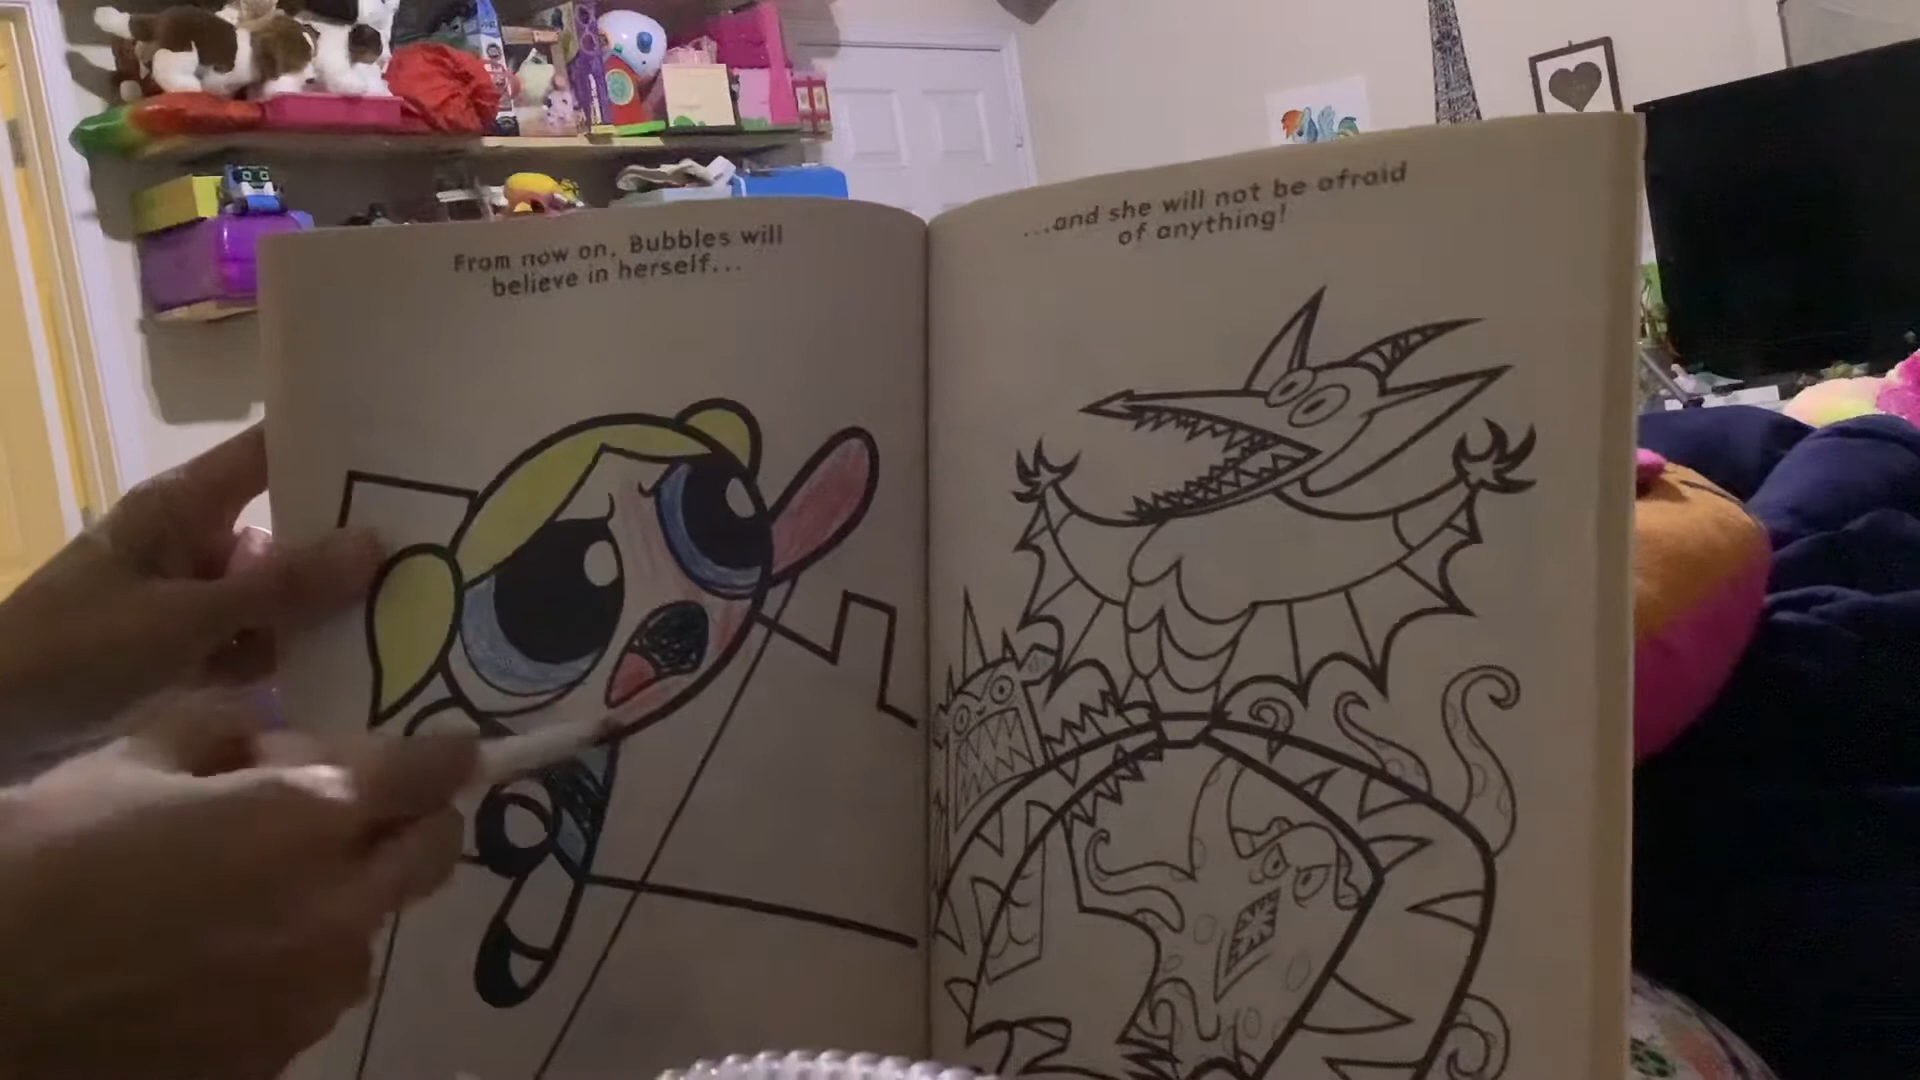 From now on, Bubbles will
believe in herself...
...and she will not be afraid
of anything!